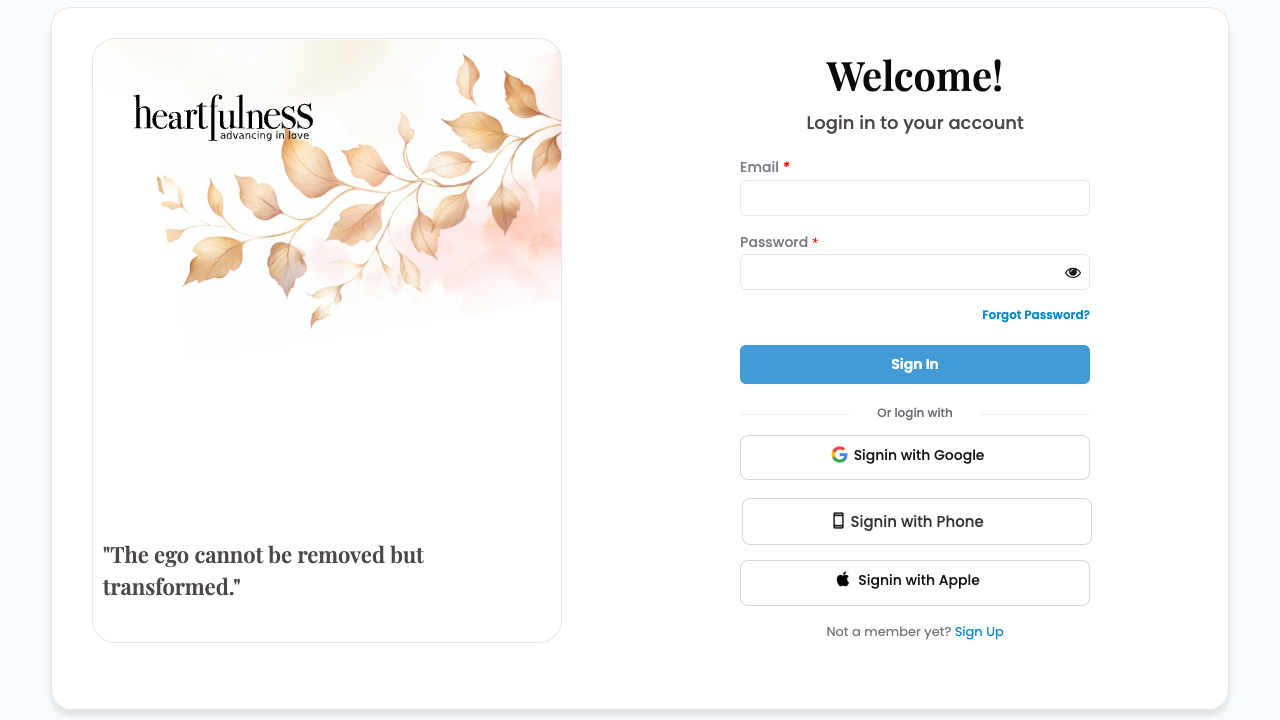 heartfulness
advancing in love
"The ego cannot be removed but
transformed."
Welcome!
Login in to your account
Email *
Password *
Forgot Password?
Sign In
Or login with
Signin with Google
Signin with Phone
Signin with Apple
Not a member yet? Sign Up